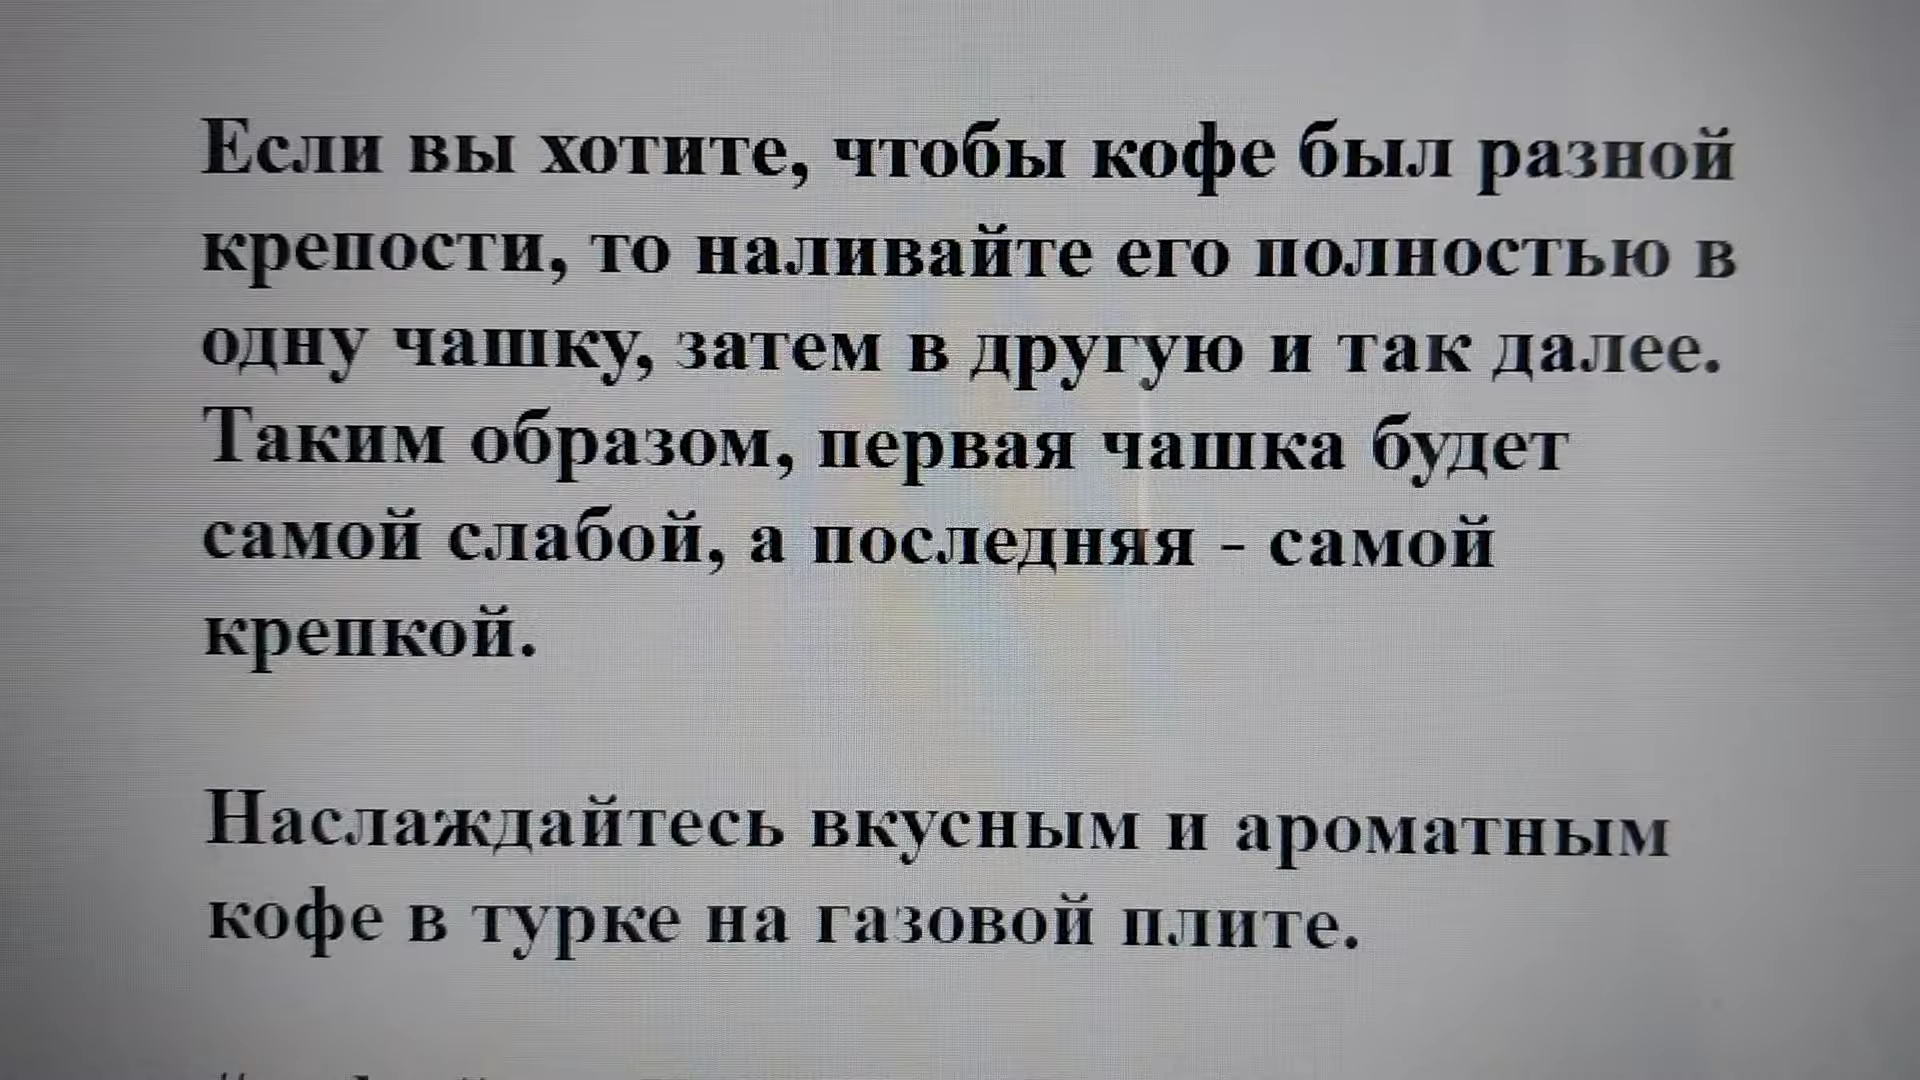 Если вы хотите, чтобы кофе был разной
крепости, то наливайте его полностью в
одну чашку, затем в другую и так далее.
Таким образом, первая чашка будет
самой слабой, а последняя - самой
крепкой.
Наслаждайтесь вкусным и ароматным
кофе в турке на газовой плите.